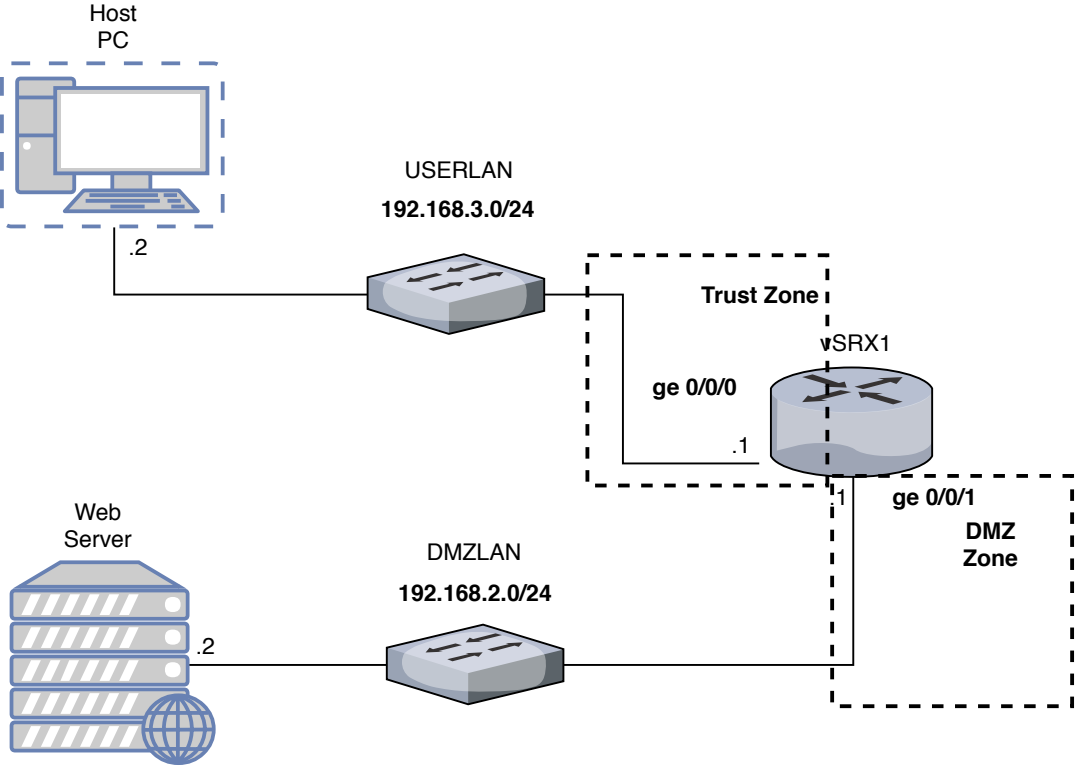 Host
PC
USERLAN
192.168.3.0/24
.2
Trust Zone
vSRX1
ge 0/0/0
.1
.1
ge 0/0/1
DMZ
Zone
Web
Server
DMZLAN
192.168.2.0/24
.2